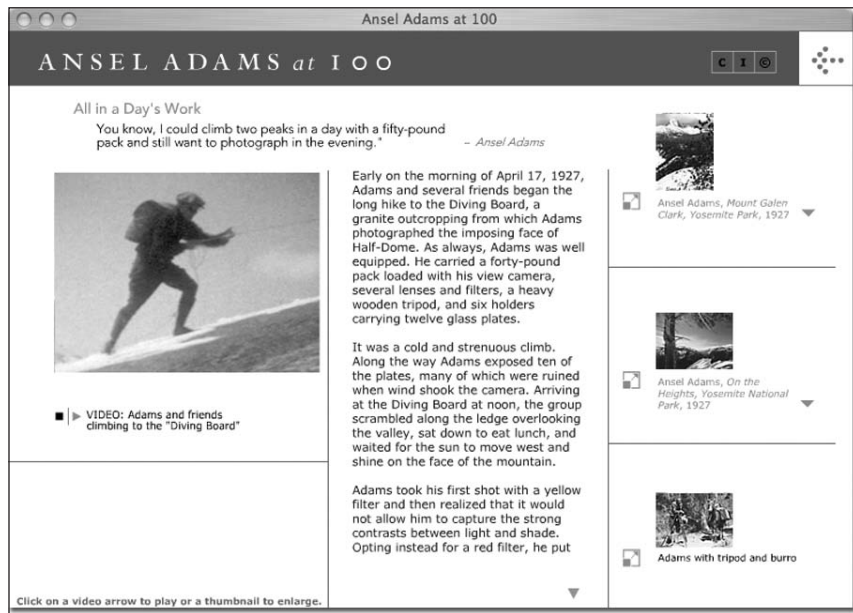 Ansel Adams at 100
ANSEL ADAMS at 100
C I ©
All in a Day's Work
You know, I could climb two peaks in a day with a fifty-pound
pack and still want to photograph in the evening."
– Ansel Adams
VIDEO: Adams and friends
climbing to the "Diving Board"
Click on a video arrow to play or a thumbnail to enlarge.
Early on the morning of April 17, 1927,
Adams and several friends began the
long hike to the Diving Board, a
granite outcropping from which Adams
photographed the imposing face of
Half-Dome. As always, Adams was well
equipped. He carried a forty-pound
pack loaded with his view camera,
several lenses and filters, a heavy
wooden tripod, and six holders
carrying twelve glass plates.
It was a cold and strenuous climb.
Along the way Adams exposed ten of
the plates, many of which were ruined
when wind shook the camera. Arriving
at the Diving Board at noon, the group
scrambled along the ledge overlooking
the valley, sat down to eat lunch, and
waited for the sun to move west and
shine on the face of the mountain.
Adams took his first shot with a yellow
filter and then realized that it would
not allow him to capture the strong
contrasts between light and shade.
Opting instead for a red filter, he put
Ansel Adams, Mount Galen
Clark, Yosemite Park, 1927
Ansel Adams, On the
Heights, Yosemite National
Park, 1927
Adams with tripod and burro